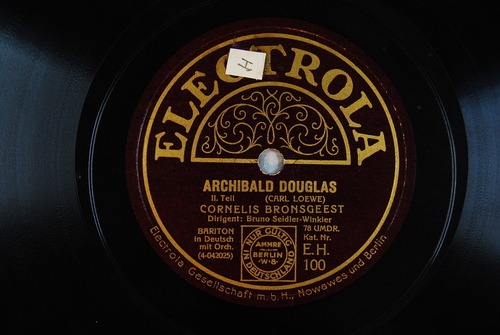 ELECTROLA
H
ARCHIBALD DOUGLAS
II. Teil (CARL LOEWE)
CORNELIS BRONSGEEST
Dirigent: Bruno Seidler-Winkler
BARITON
in Deutsch
mit Orch.
(4-042025)
NUR GÜLTIG
IN DEUTSCHLAND
AMMRE
BERLIN
·W·8·
78 UMDR.
Kat. Nr.
E.H.
100
Electrola Gesellschaft m. b. H., Nowawes und Berlin